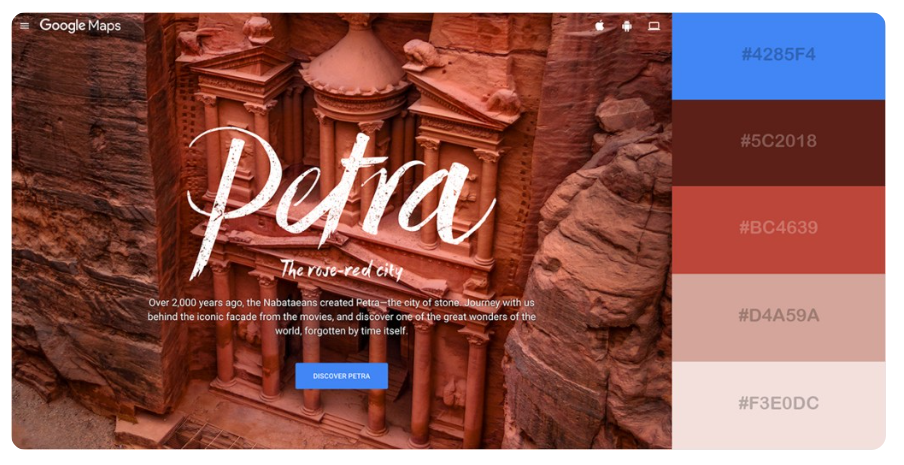 Google Maps
Petra
The rose-red city
Over 2,000 years ago, the Nabataeans created Petra—the city of stone. Journey with us
behind the iconic facade from the movies, and discover one of the great wonders of the
world, forgotten by time itself.
DISCOVER PETRA
#4285F4
#5C2018
#BC4639
#D4A59A
#F3E0DC